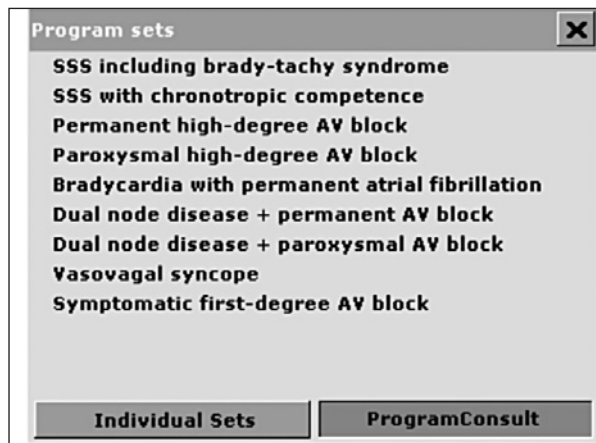 Program sets
SSS including brady-tachy syndrome
SSS with chronotropic competence
Permanent high-degree AV block
Paroxysmal high-degree AV block
Bradycardia with permanent atrial fibrillation
Dual node disease + permanent AV block
Dual node disease + paroxysmal AV block
Vasovagal syncope
Symptomatic first-degree AV block
Individual Sets
ProgramConsult